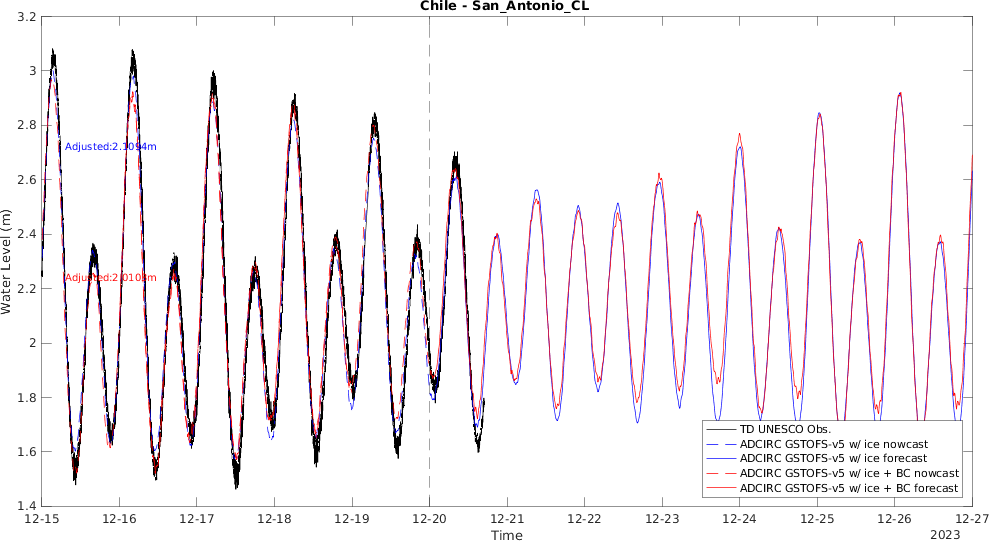 Chile - San_Antonio_CL
3.2
3
2.8
2.6
2.4
2.2
2
1.8
1.6
1.4
Water Level (m)
Adjusted:2.1094m
TD UNESCO Obs.
ADCIRC GSTOFS-v5 w/ ice nowcast
ADCIRC GSTOFS-v5 w/ ice forecast
ADCIRC GSTOFS-v5 w/ ice + BC nowcast
ADCIRC GSTOFS-v5 w/ ice + BC forecast
12-15 12-16 12-17 12-18 12-19 12-20 12-21 12-22 12-23 12-24 12-25 12-26 12-27
Time
2023